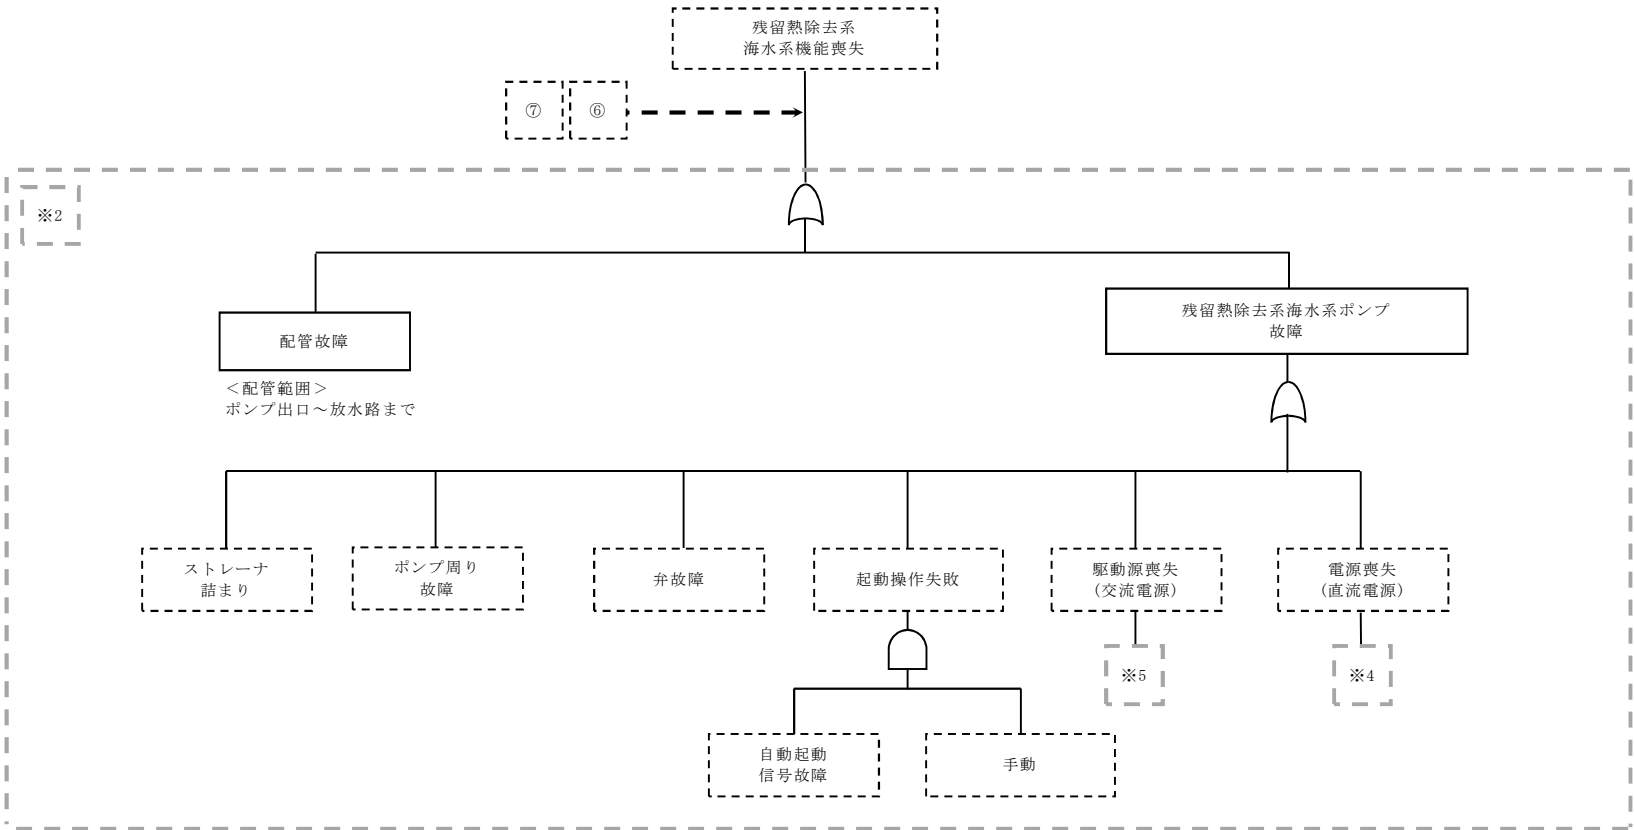 残留熱除去系
海水系機能喪失
⑦
⑥
※2
配管故障
＜配管範囲＞
ポンプ出口～放水路まで
残留熱除去系海水系ポンプ
故障
ストレーナ
詰まり
ポンプ周り
故障
弁故障
起動操作失敗
駆動源喪失
(交流電源)
電源喪失
(直流電源)
※5
※4
自動起動
信号故障
手動